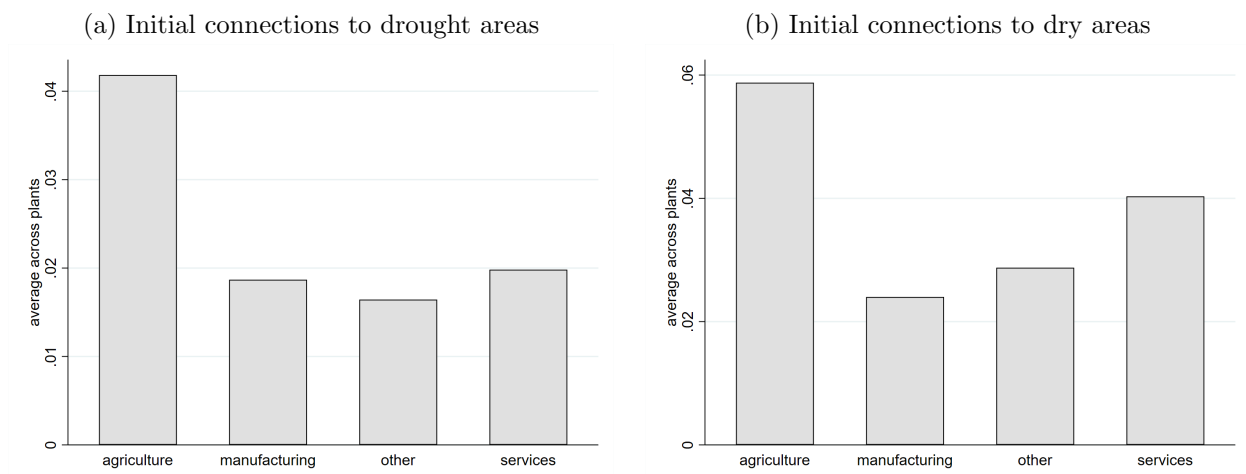 (a) Initial connections to drought areas
average across plants
.04
.03
.02
.01
0
agriculture manufacturing other services
(b) Initial connections to dry areas
average across plants
.06
.04
.02
0
agriculture manufacturing other services